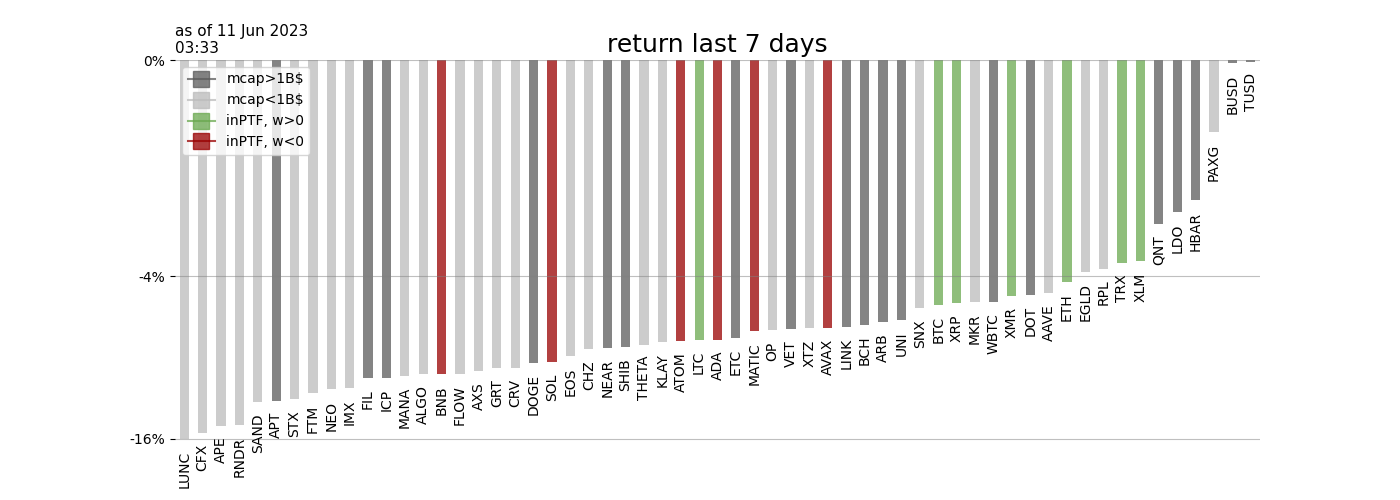 as of 11 Jun 2023
03:33
return last 7 days
0%
-4%
-16%
mcap>1B$
mcap<1B$
inPTF, w>0
inPTF, w<0
LUNC
CFX
APE
RNDR
SAND
APT
STX
FTM
NEO
IMX
FIL
ICP
MANA
ALGO
BNB
FLOW
AXS
GRT
CRV
DOGE
SOL
EOS
CHZ
NEAR
SHIB
THETA
KLAY
ATOM
LTC
ADA
ETC
MATIC
OP
VET
XTZ
AVAX
LINK
BCH
ARB
UNI
SNX
BTC
XRP
MKR
WBTC
XMR
DOT
AAVE
ETH
EGLD
RPL
TRX
XLM
QNT
LDO
HBAR
PAXG
BUSD
TUSD